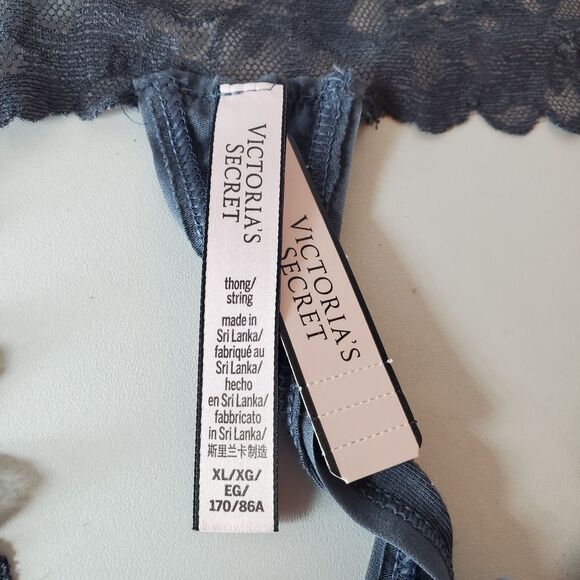 VICTORIA'S
SECRET
thong/
string
made in
Sri Lanka/
fabriqué au
Sri Lanka/
hecho
en Sri Lanka/
fabbricato
in Sri Lanka/
斯里兰卡制造
XL/XG/
EG/
170/86A
VICTORIA'S
SECRET